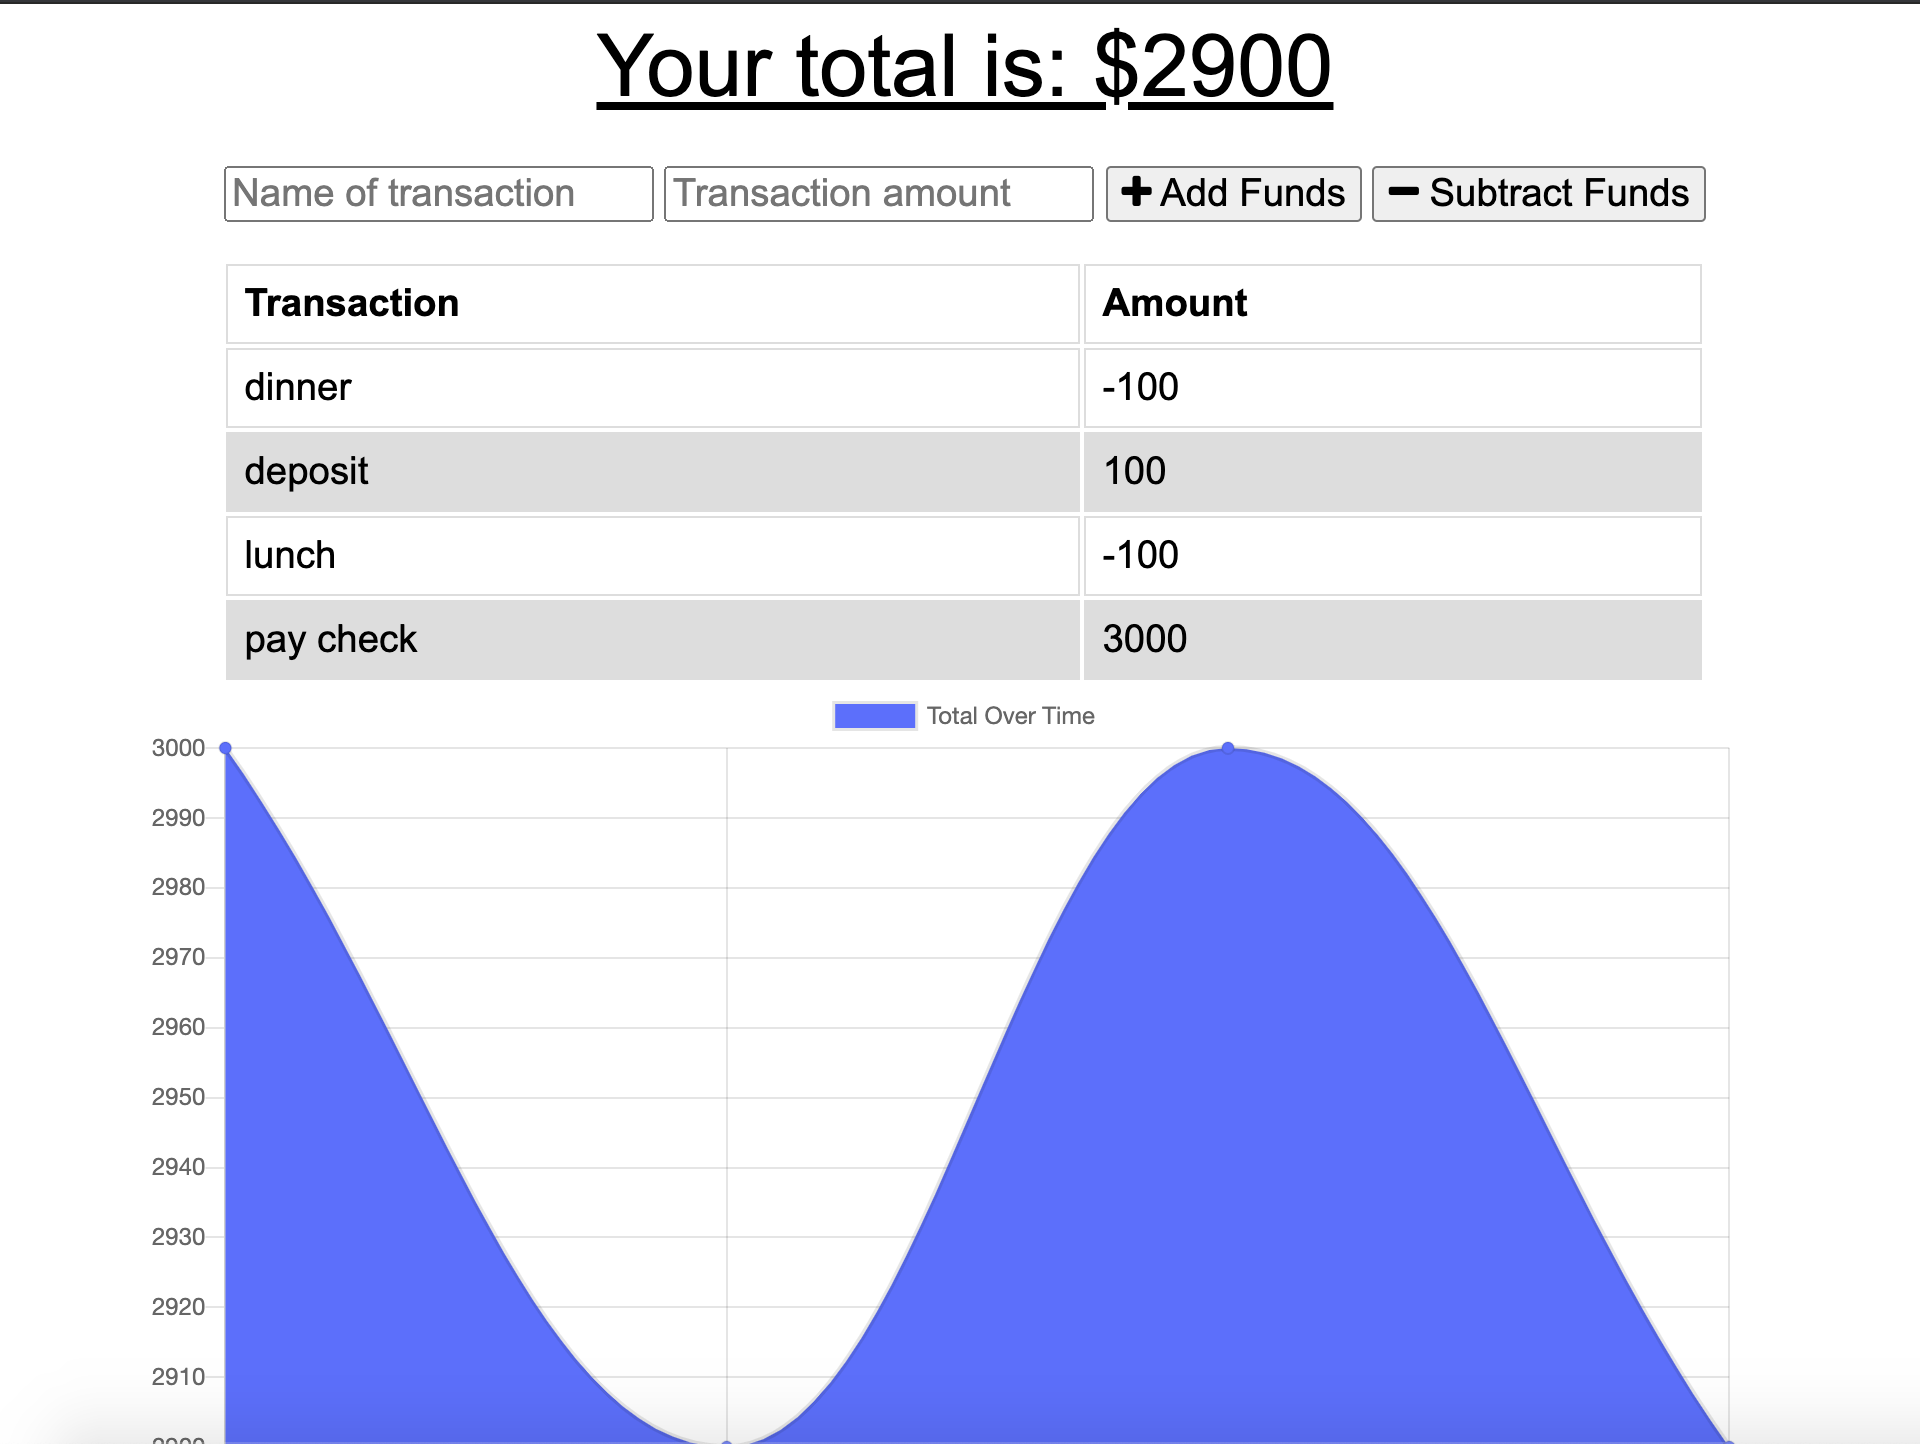 Your total is: $2900
Name of transaction Transaction amount Add Funds Subtract Funds
Transaction Amount
dinner -100
deposit 100
lunch -100
pay check 3000
Total Over Time
3000
2990
2980
2970
2960
2950
2940
2930
2920
2910